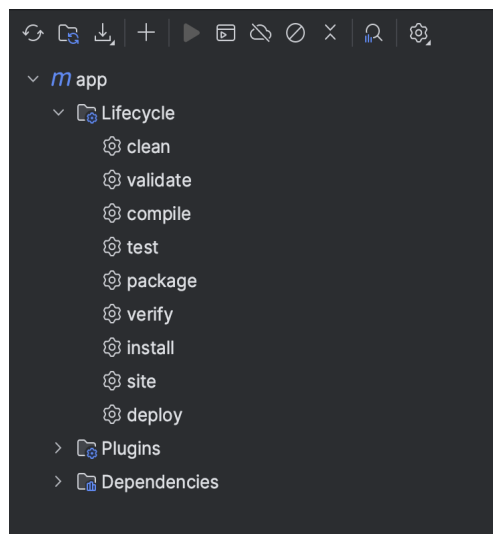 m app
Lifecycle
clean
validate
compile
test
package
verify
install
site
deploy
Plugins
Dependencies